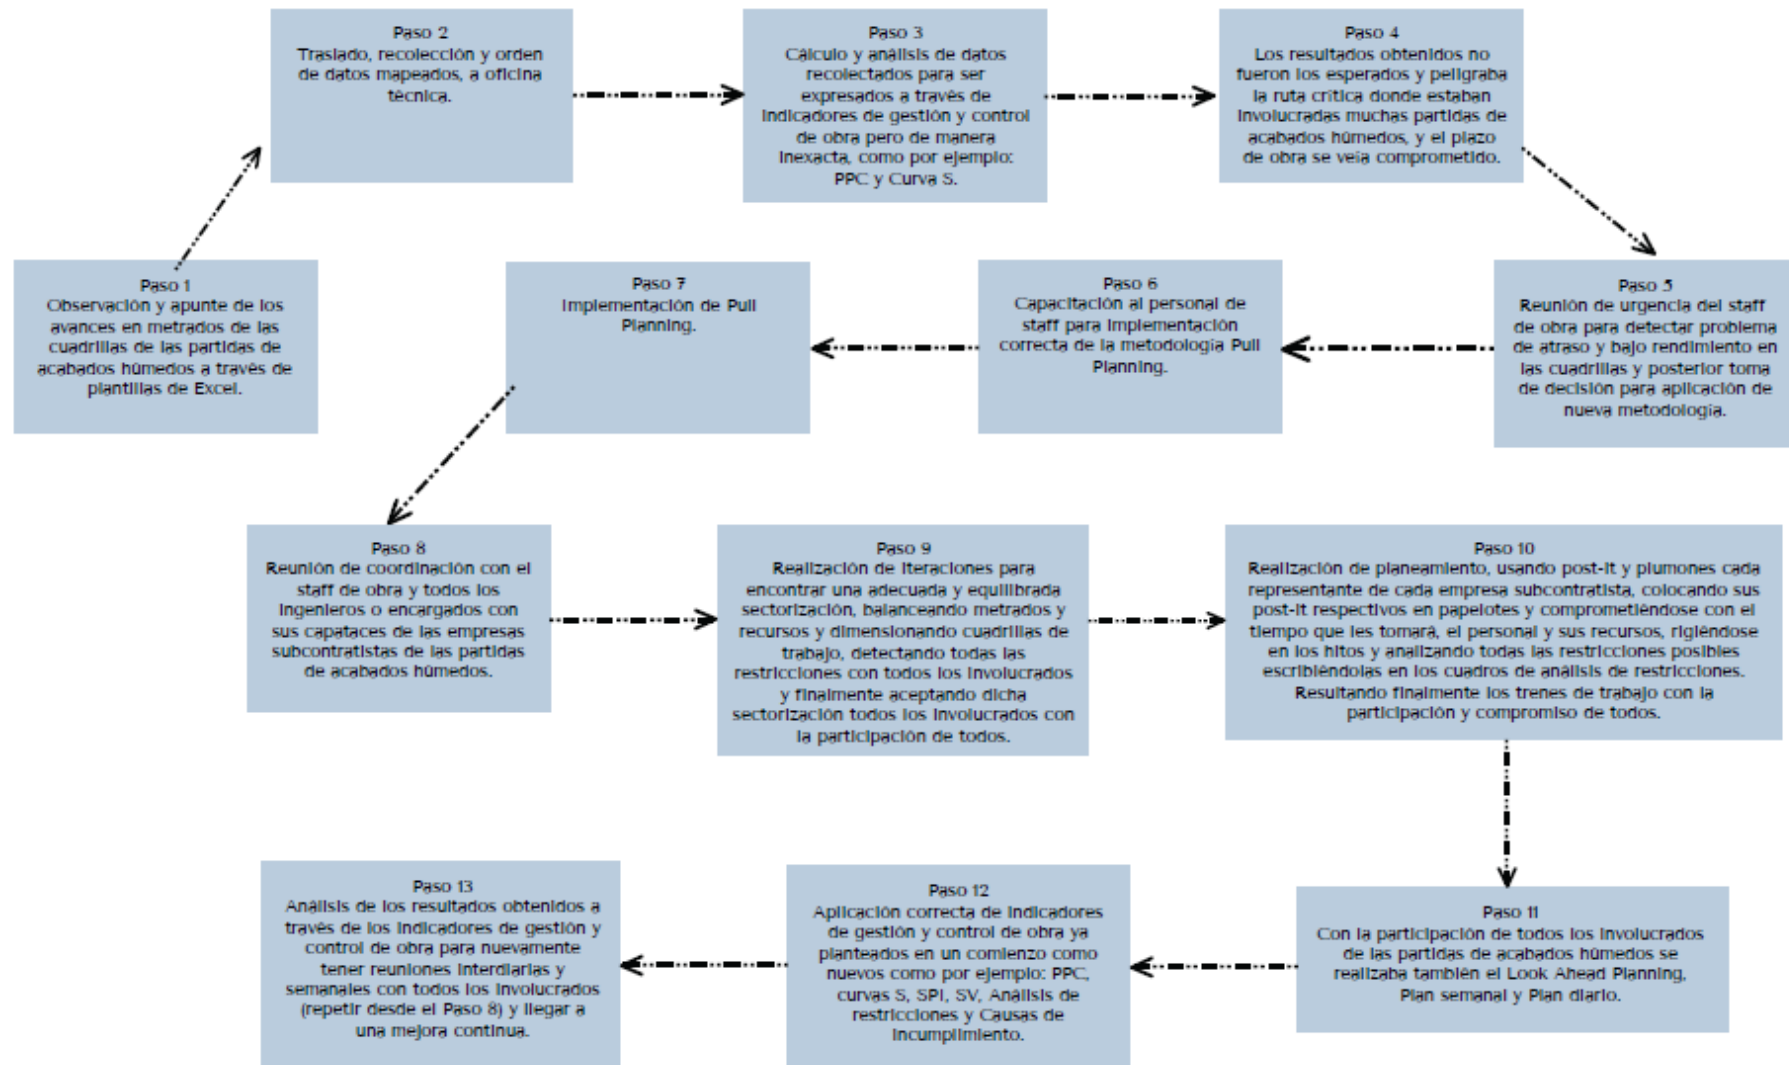 Paso 1
Observación y apunte de los
avances en metrados de las
cuadrillas de las partidas de
acabados húmedos a través de
plantillas de Excel.
Paso 2
Traslado, recolección y orden
de datos mapeados, a oficina
técnica.
Paso 3
Cálculo y análisis de datos
recolectados para ser
expresados a través de
indicadores de gestión y control
de obra pero de manera
inexacta, como por ejemplo:
PPC y Curva S.
Paso 4
Los resultados obtenidos no
fueron los esperados y peligraba
la ruta crítica donde estaban
involucradas muchas partidas de
acabados húmedos, y el plazo
de obra se veía comprometido.
Paso 5
Reunión de urgencia del staff
de obra para detectar problema
de atraso y bajo rendimiento en
las cuadrillas y posterior toma
de decisión para aplicación de
nueva metodología.
Paso 6
Capacitación al personal de
staff para implementación
correcta de la metodología Pull
Planning.
Paso 7
Implementación de Pull
Planning.
Paso 8
Reunión de coordinación con el
staff de obra y todos los
ingenieros o encargados con
sus capataces de las empresas
subcontratistas de las partidas
de acabados húmedos.
Paso 9
Realización de iteraciones para
encontrar una adecuada y equilibrada
sectorización, balanceando metrados y
recursos y dimensionando cuadrillas de
trabajo, detectando todas las
restricciones con todos los involucrados
y finalmente aceptando dicha
sectorización todos los involucrados con
la participación de todos.
Paso 10
Realización de planeamiento, usando post-it y plumones cada
representante de cada empresa subcontratista, colocando sus
post-it respectivos en papelotes y comprometiéndose con el
tiempo que les tomará, el personal y sus recursos, rigiéndose
en los hitos y analizando todas las restricciones posibles
escribiéndolas en los cuadros de análisis de restricciones.
Resultando finalmente los trenes de trabajo con la
participación y compromiso de todos.
Paso 11
Con la participación de todos los involucrados
de las partidas de acabados húmedos se
realizaba también el Look Ahead Planning,
Plan semanal y Plan diario.
Paso 12
Aplicación correcta de indicadores
de gestión y control de obra ya
planteados en un comienzo como
nuevos como por ejemplo: PPC,
curvas S, SPI, SV, Análisis de
restricciones y Causas de
incumplimiento.
Paso 13
Análisis de los resultados obtenidos a
través de los indicadores de gestión y
control de obra para nuevamente
tener reuniones interdiarias y
semanales con todos los involucrados
(repetir desde el Paso 8) y llegar a
una mejora continua.